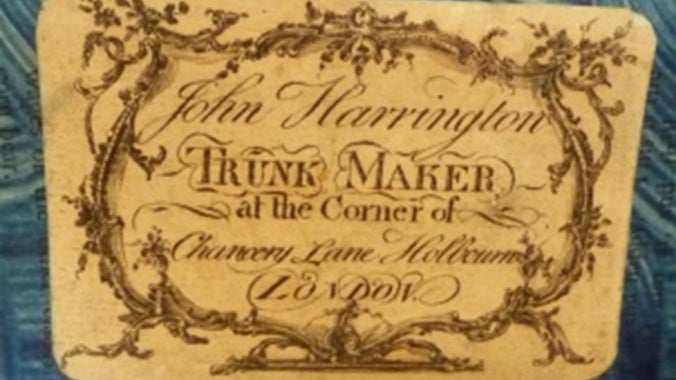 John Harrington
TRUNK MAKER
at the Corner of
Chancery Lane Holbourn
LONDON.